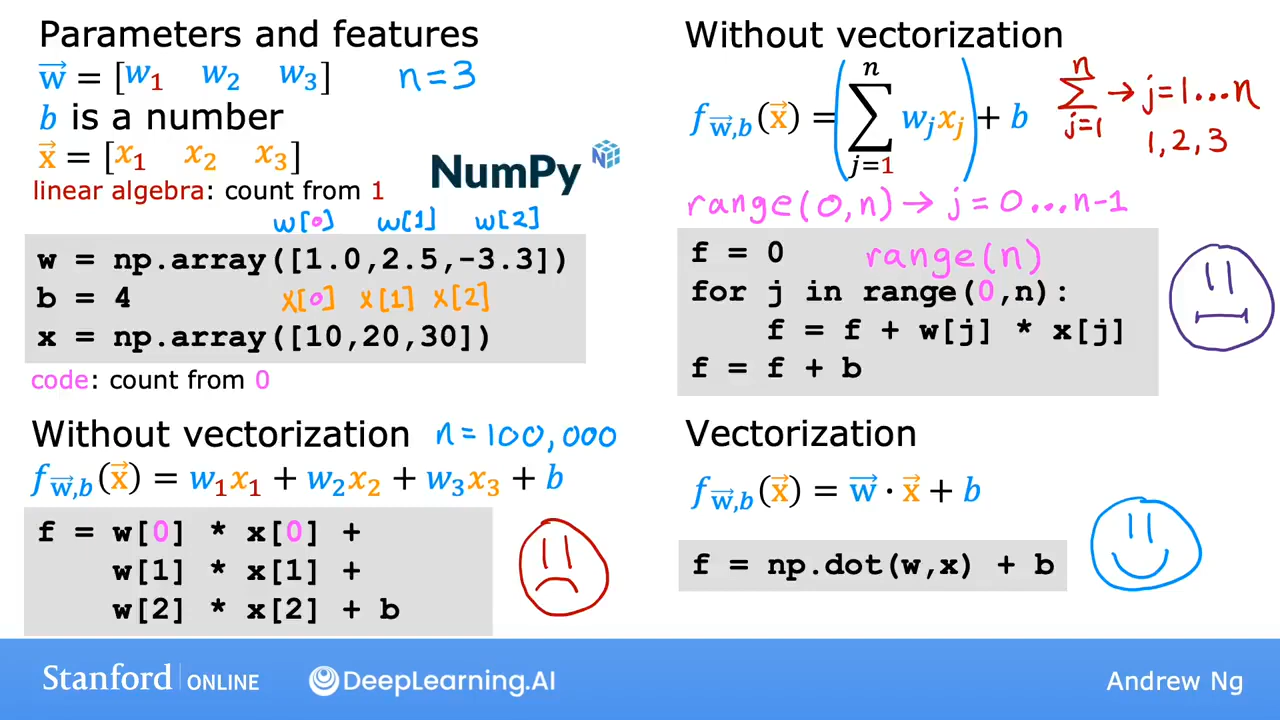 Parameters and features
w⃗ = [w₁ w₂ w₃] n=3
b is a number
x⃗ = [x₁ x₂ x₃]
linear algebra: count from 1
NumPy
w[0] w[1] w[2]
w = np.array([1.0,2.5,-3.3])
b = 4
x[0] x[1] x[2]
x = np.array([10,20,30])
code: count from 0
Without vectorization n=100,000
f_w⃗,b(x⃗) = w₁x₁ + w₂x₂ + w₃x₃ + b
f = w[0] * x[0] +
w[1] * x[1] +
w[2] * x[2] + b
Without vectorization
f_w⃗,b(x⃗) = (∑_{j=1}^{n} w_j x_j) + b
∑_{j=1}^{n} → j=1...n
1,2,3
range(0,n) → j=0...n-1
f = 0
range(n)
for j in range(0,n):
f = f + w[j] * x[j]
f = f + b
Vectorization
f_w⃗,b(x⃗) = w⃗ · x⃗ + b
f = np.dot(w,x) + b
Stanford ONLINE
DeepLearning.AI
Andrew Ng